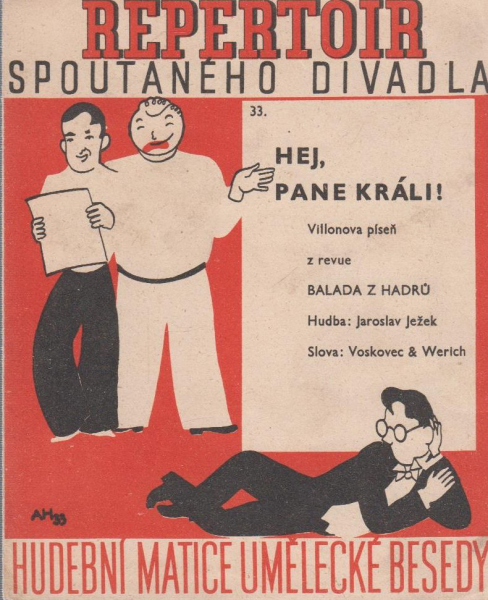 REPERTOIR
SPOUTANÉHO DIVADLA
33.
HEJ,
PANE KRÁLI!
Villonova píseň
z revue
BALADA Z HADRŮ
Hudba: Jaroslav Ježek
Slova: Voskovec & Werich
AH33
HUDEBNÍ MATICE UMĚLECKÉ BESEDY